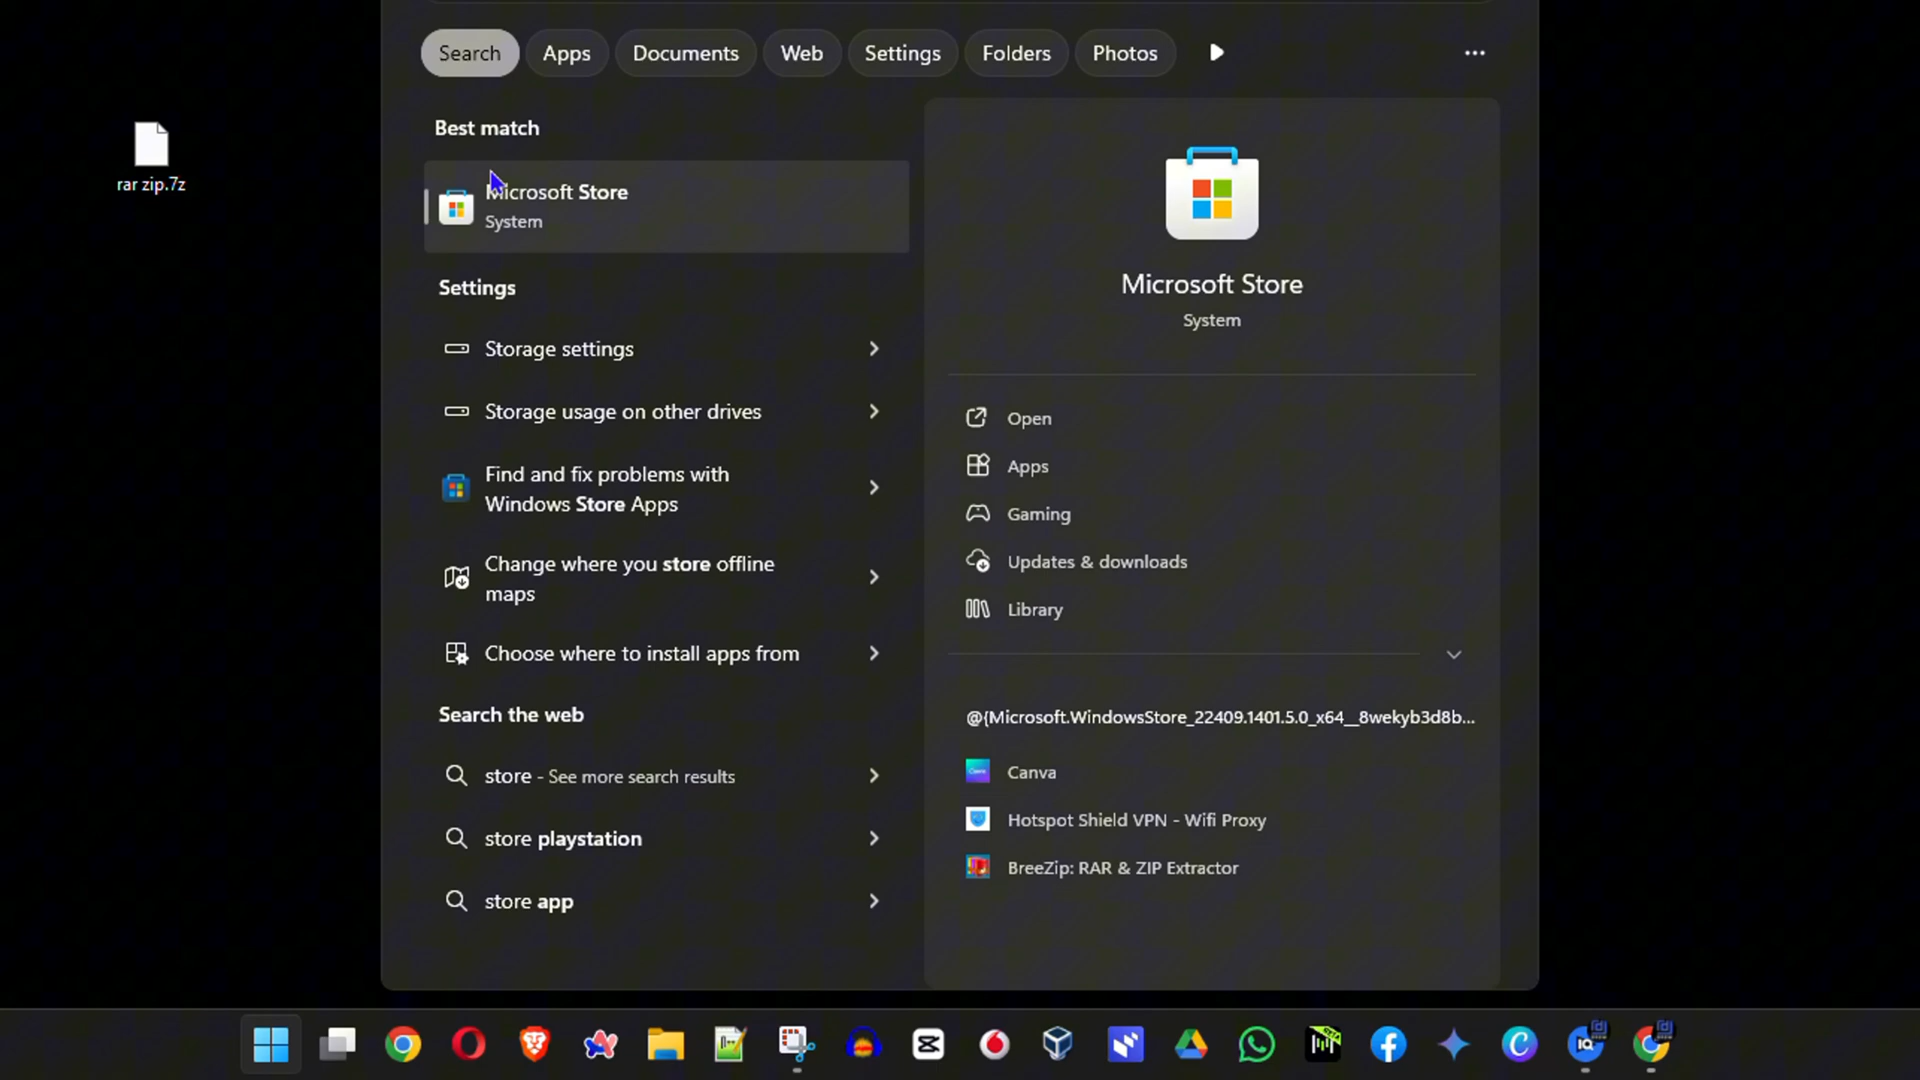 Search Apps Documents Web Settings Folders Photos
rar zip.7z
Best match
Microsoft Store
System
Settings
Storage settings
Storage usage on other drives
Find and fix problems with
Windows Store Apps
Change where you store offline
maps
Choose where to install apps from
Search the web
store - See more search results
store playstation
store app
Microsoft Store
System
Open
Apps
Gaming
Updates & downloads
Library
@{Microsoft.WindowsStore_22409.1401.5.0_x64__8wekyb3d8b...
Canva
Hotspot Shield VPN - Wifi Proxy
BreeZip: RAR & ZIP Extractor